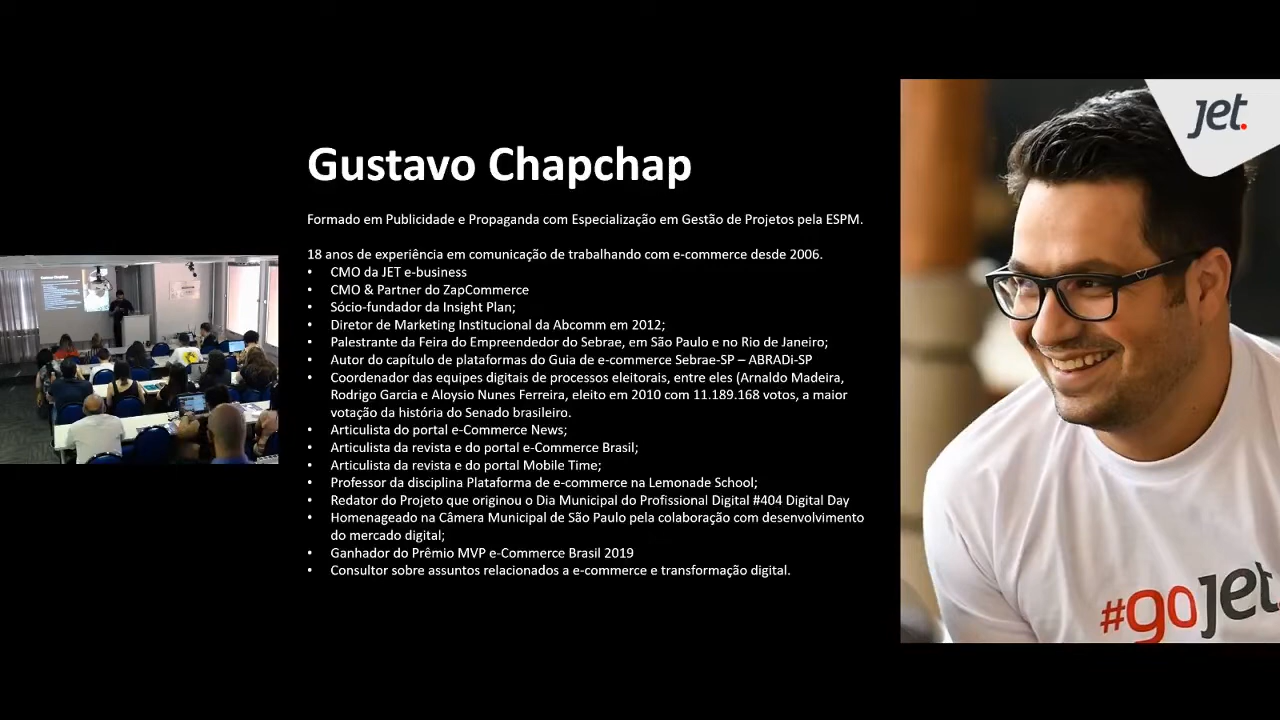 jet.
Gustavo Chapchap
Formado em Publicidade e Propaganda com Especialização em Gestão de Projetos pela ESPM.
18 anos de experiência em comunicação de trabalhando com e-commerce desde 2006.
• CMO da JET e-business
• CMO & Partner do ZapCommerce
• Sócio-fundador da Insight Plan;
• Diretor de Marketing Institucional da Abcomm em 2012;
• Palestrante da Feira do Empreendedor do Sebrae, em São Paulo e no Rio de Janeiro;
• Autor do capítulo de plataformas do Guia de e-commerce Sebrae-SP – ABRADi-SP
• Coordenador das equipes digitais de processos eleitorais, entre eles (Arnaldo Madeira,
Rodrigo Garcia e Aloysio Nunes Ferreira, eleito em 2010 com 11.189.168 votos, a maior
votação da história do Senado brasileiro.
• Articulista do portal e-Commerce News;
• Articulista da revista e do portal e-Commerce Brasil;
• Articulista da revista e do portal Mobile Time;
• Professor da disciplina Plataforma de e-commerce na Lemonade School;
• Redator do Projeto que originou o Dia Municipal do Profissional Digital #404 Digital Day
• Homenageado na Câmera Municipal de São Paulo pela colaboração com desenvolvimento
do mercado digital;
• Ganhador do Prêmio MVP e-Commerce Brasil 2019
• Consultor sobre assuntos relacionados a e-commerce e transformação digital.
#gojet.